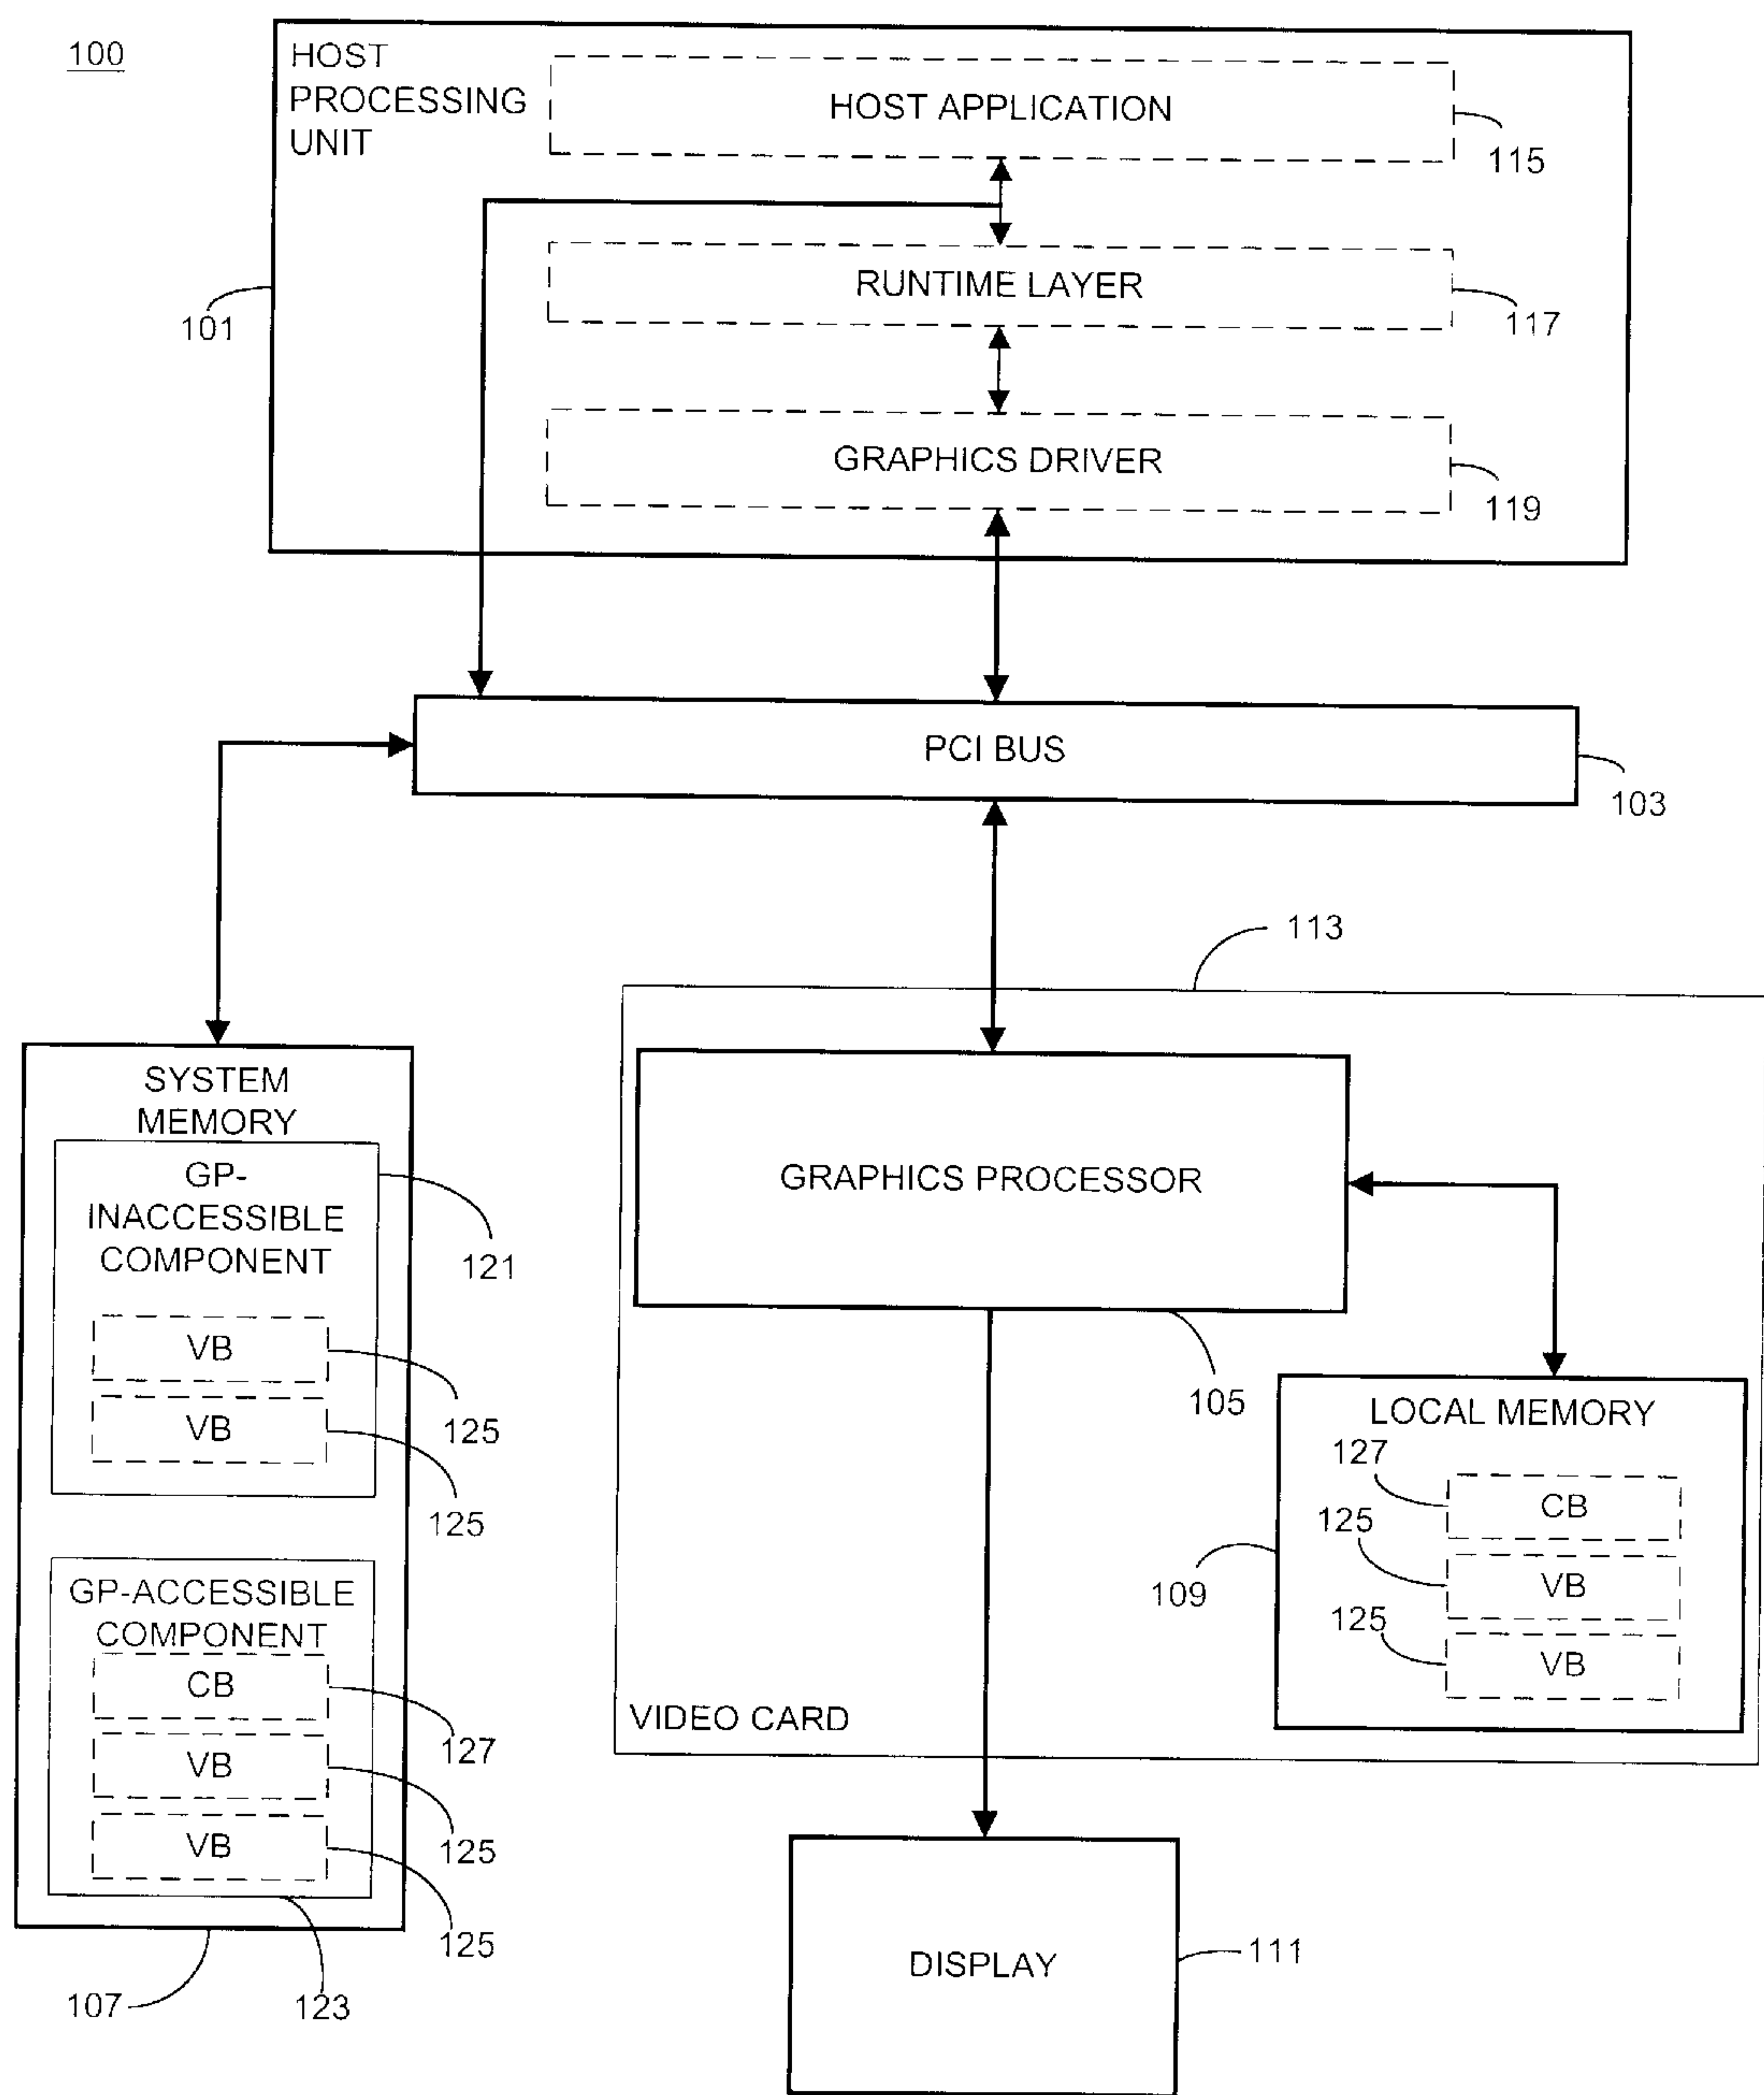 100
HOST
PROCESSING
UNIT
HOST APPLICATION
115
RUNTIME LAYER
117
101
GRAPHICS DRIVER
119
PCI BUS
103
113
SYSTEM
MEMORY
GP-
INACCESSIBLE
COMPONENT
121
VB
125
VB
125
GP-ACCESSIBLE
COMPONENT
CB
127
VB
125
VB
125
107
123
GRAPHICS PROCESSOR
105
LOCAL MEMORY
127
CB
125
VB
109
125
VB
VIDEO CARD
DISPLAY
111